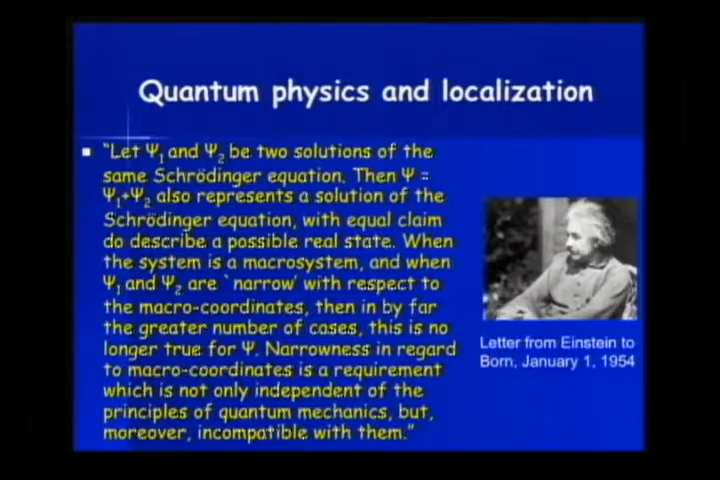 Quantum physics and localization
"Let Ψ₁ and Ψ₂ be two solutions of the
same Schrödinger equation. Then Ψ =
Ψ₁+Ψ₂ also represents a solution of the
Schrödinger equation, with equal claim
do describe a possible real state. When
the system is a macrosystem, and when
Ψ₁ and Ψ₂ are `narrow' with respect to
the macro-coordinates, then in by far
the greater number of cases, this is no
longer true for Ψ. Narrowness in regard
to macro-coordinates is a requirement
which is not only independent of the
principles of quantum mechanics, but,
moreover, incompatible with them."
Letter from Einstein to
Born, January 1, 1954